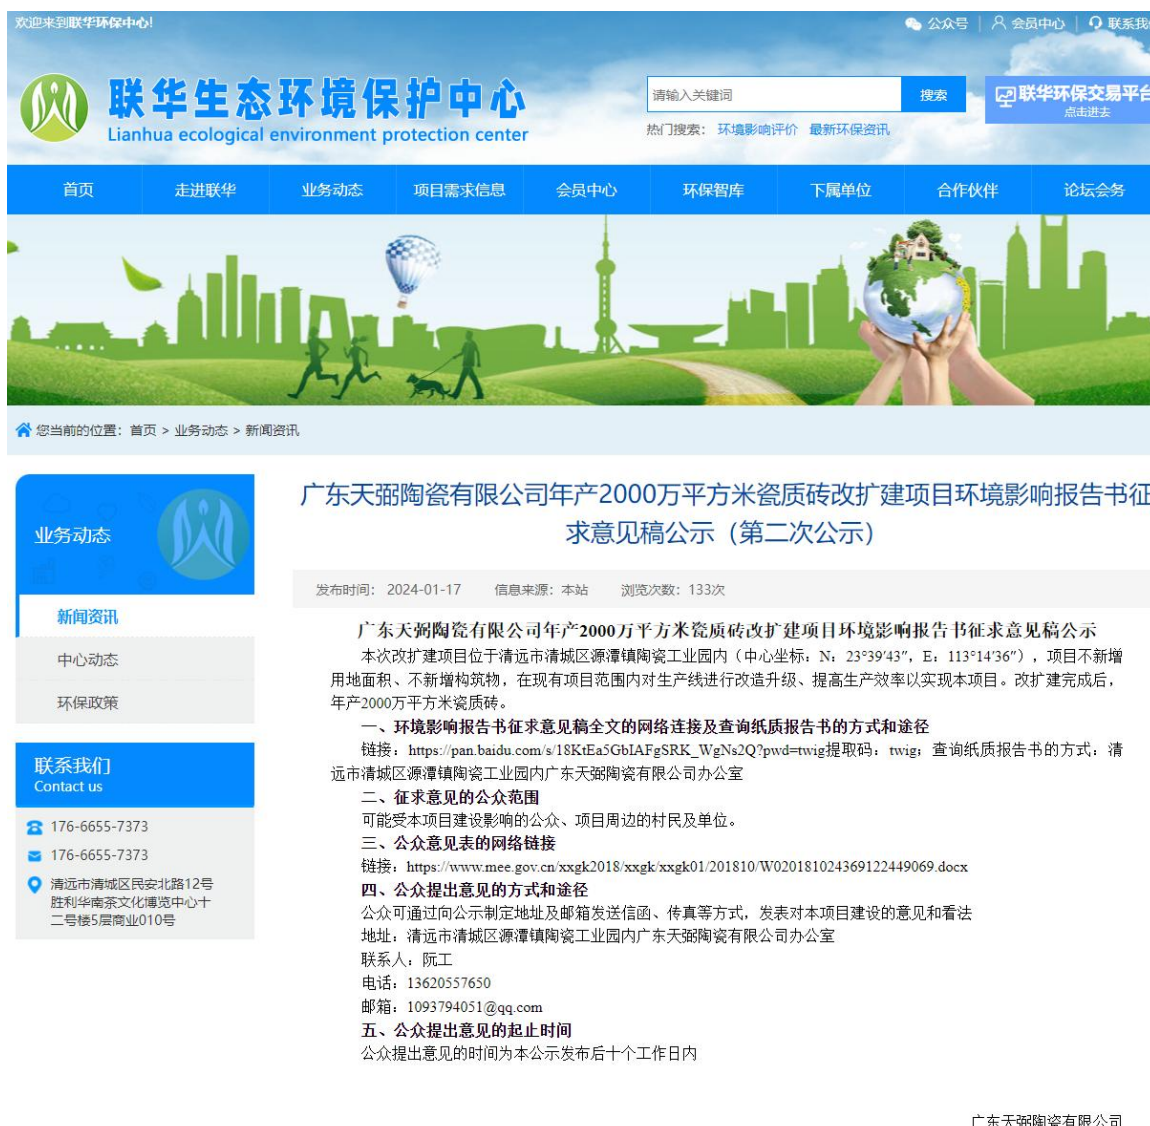 欢迎来到联华环保中心!
公众号 会员中心 联系我
联华生态环境保护中心
Lianhua ecological environment protection center
请输入关键词
搜索
热门搜索： 环境影响评价 最新环保资讯
联华环保交易平台
点击进去
首页 走进联华 业务动态 项目需求信息 会员中心 环保智库 下属单位 合作伙伴 论坛会务
您当前的位置：首页 > 业务动态 > 新闻资讯
业务动态
新闻资讯
中心动态
环保政策
联系我们
Contact us
176-6655-7373
176-6655-7373
清远市清城区民安北路12号
胜利华南茶文化博览中心十
二号楼5层商业010号
广东天弼陶瓷有限公司年产2000万平方米瓷质砖改扩建项目环境影响报告书征
求意见稿公示（第二次公示）
发布时间： 2024-01-17 信息来源：本站 浏览次数：133次
广东天弼陶瓷有限公司年产2000万平方米瓷质砖改扩建项目环境影响报告书征求意见稿公示
本次改扩建项目位于清远市清城区源潭镇陶瓷工业园内（中心坐标：N：23°39'43"，E：113°14'36"），项目不新增
用地面积、不新增构筑物，在现有项目范围内对生产线进行改造升级、提高生产效率以实现本项目。改扩建完成后，
年产2000万平方米瓷质砖。
一、环境影响报告书征求意见稿全文的网络连接及查询纸质报告书的方式和途径
链接：https://pan.baidu.com/s/18KtEa5GbIAFgSRK_WgNs2Q?pwd=twig提取码：twig；查询纸质报告书的方式：清
远市清城区源潭镇陶瓷工业园内广东天弼陶瓷有限公司办公室
二、征求意见的公众范围
可能受本项目建设影响的公众、项目周边的村民及单位。
三、公众意见表的网络链接
链接：https://www.mee.gov.cn/xxgk2018/xxgk/xxgk01/201810/W020181024369122449069.docx
四、公众提出意见的方式和途径
公众可通过向公示制定地址及邮箱发送信函、传真等方式，发表对本项目建设的意见和看法
地址：清远市清城区源潭镇陶瓷工业园内广东天弼陶瓷有限公司办公室
联系人：阮工
电话：13620557650
邮箱：1093794051@qq.com
五、公众提出意见的起止时间
公众提出意见的时间为本公示发布后十个工作日内
广东天弼陶瓷有限公司